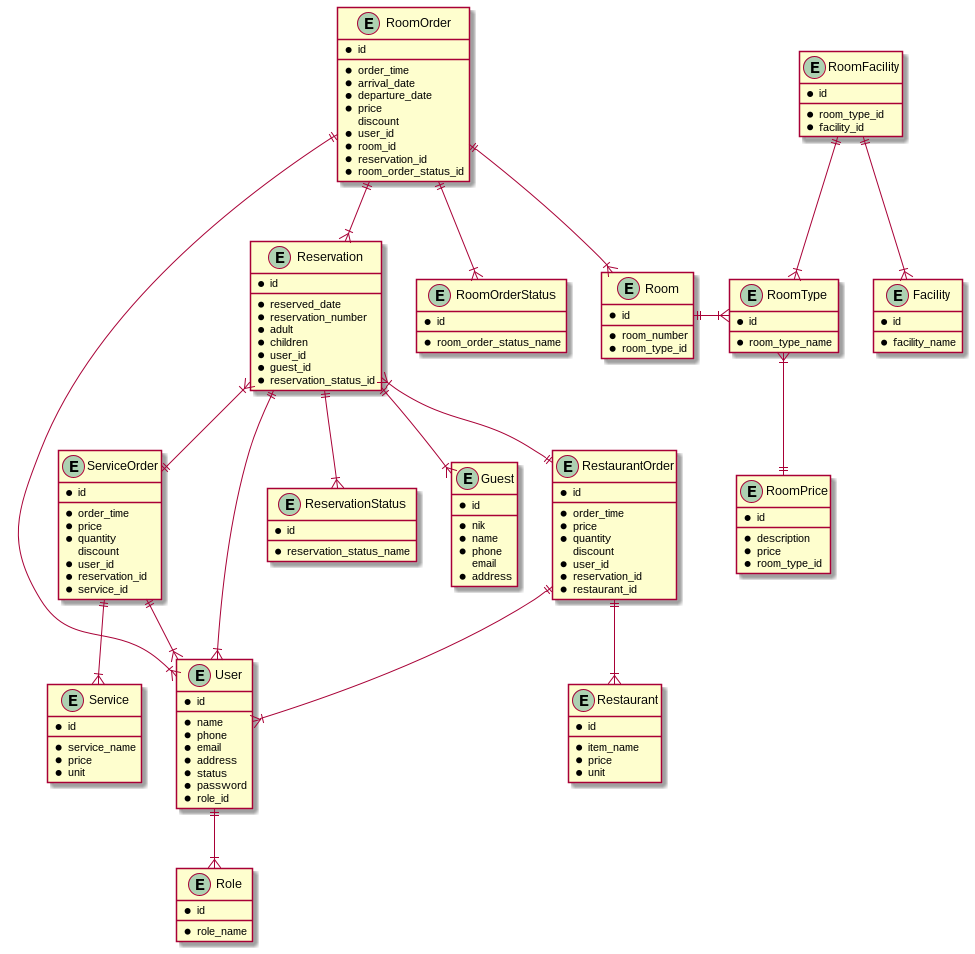 E RoomOrder
id
order_time
arrival_date
departure_date
price
discount
user_id
room_id
reservation_id
room_order_status_id
E RoomFacility
id
room_type_id
facility_id
E Reservation
id
reserved_date
reservation_number
adult
children
user_id
guest_id
reservation_status_id
E RoomOrderStatus
id
room_order_status_name
E Room
id
room_number
room_type_id
E RoomType
id
room_type_name
E Facility
id
facility_name
E ServiceOrder
id
order_time
price
quantity
discount
user_id
reservation_id
service_id
E ReservationStatus
id
reservation_status_name
E Guest
id
nik
name
phone
email
address
E RestaurantOrder
id
order_time
price
quantity
discount
user_id
reservation_id
restaurant_id
E RoomPrice
id
description
price
room_type_id
E Service
id
service_name
price
unit
E User
id
name
phone
email
address
status
password
role_id
E Restaurant
id
item_name
price
unit
E Role
id
role_name